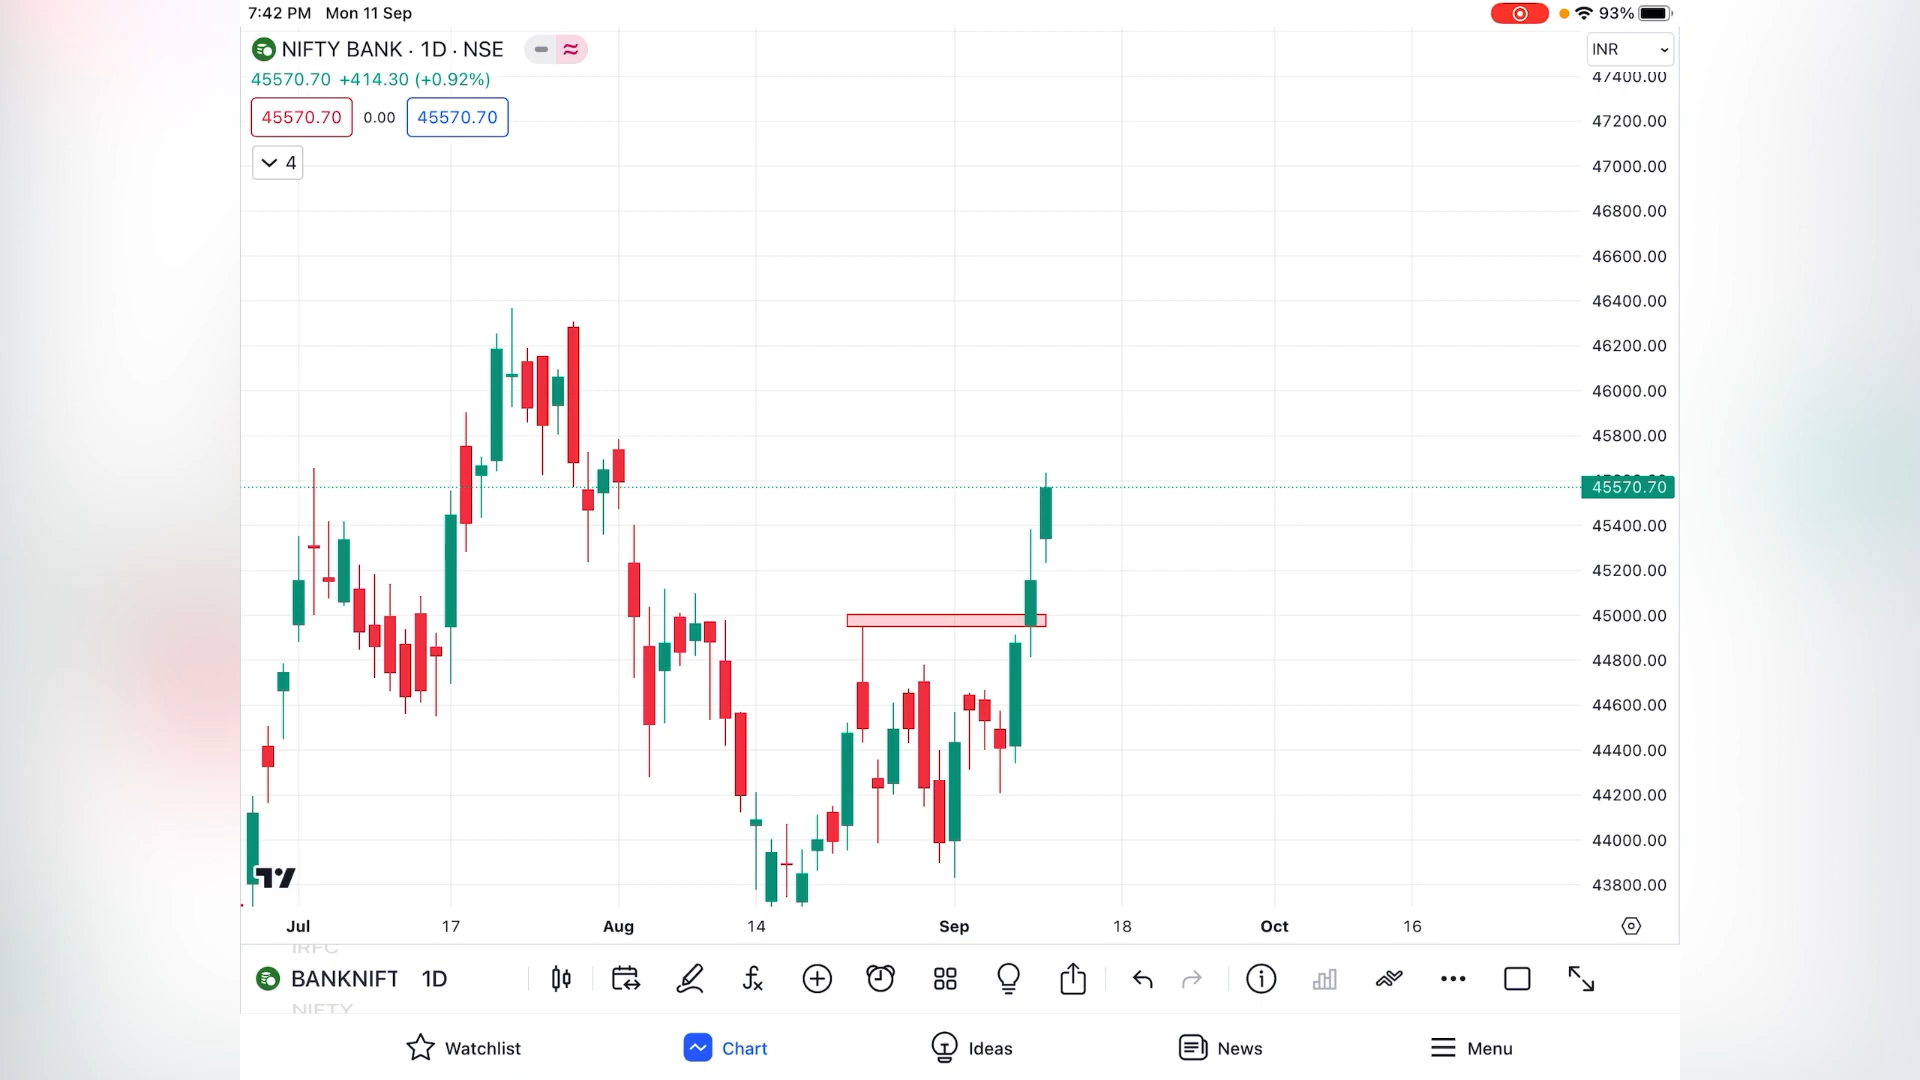 7:42 PM Mon 11 Sep
93%
NIFTY BANK · 1D · NSE
INR
45570.70 +414.30 (+0.92%)
45570.70 0.00 45570.70
4
47400.00
47200.00
47000.00
46800.00
46600.00
46400.00
46200.00
46000.00
45800.00
45570.70
45400.00
45200.00
45000.00
44800.00
44600.00
44400.00
44200.00
44000.00
43800.00
Jul 17 Aug 14 Sep 18 Oct 16
IRFC
BANKNIFT 1D
NIFTY
Watchlist Chart Ideas News Menu